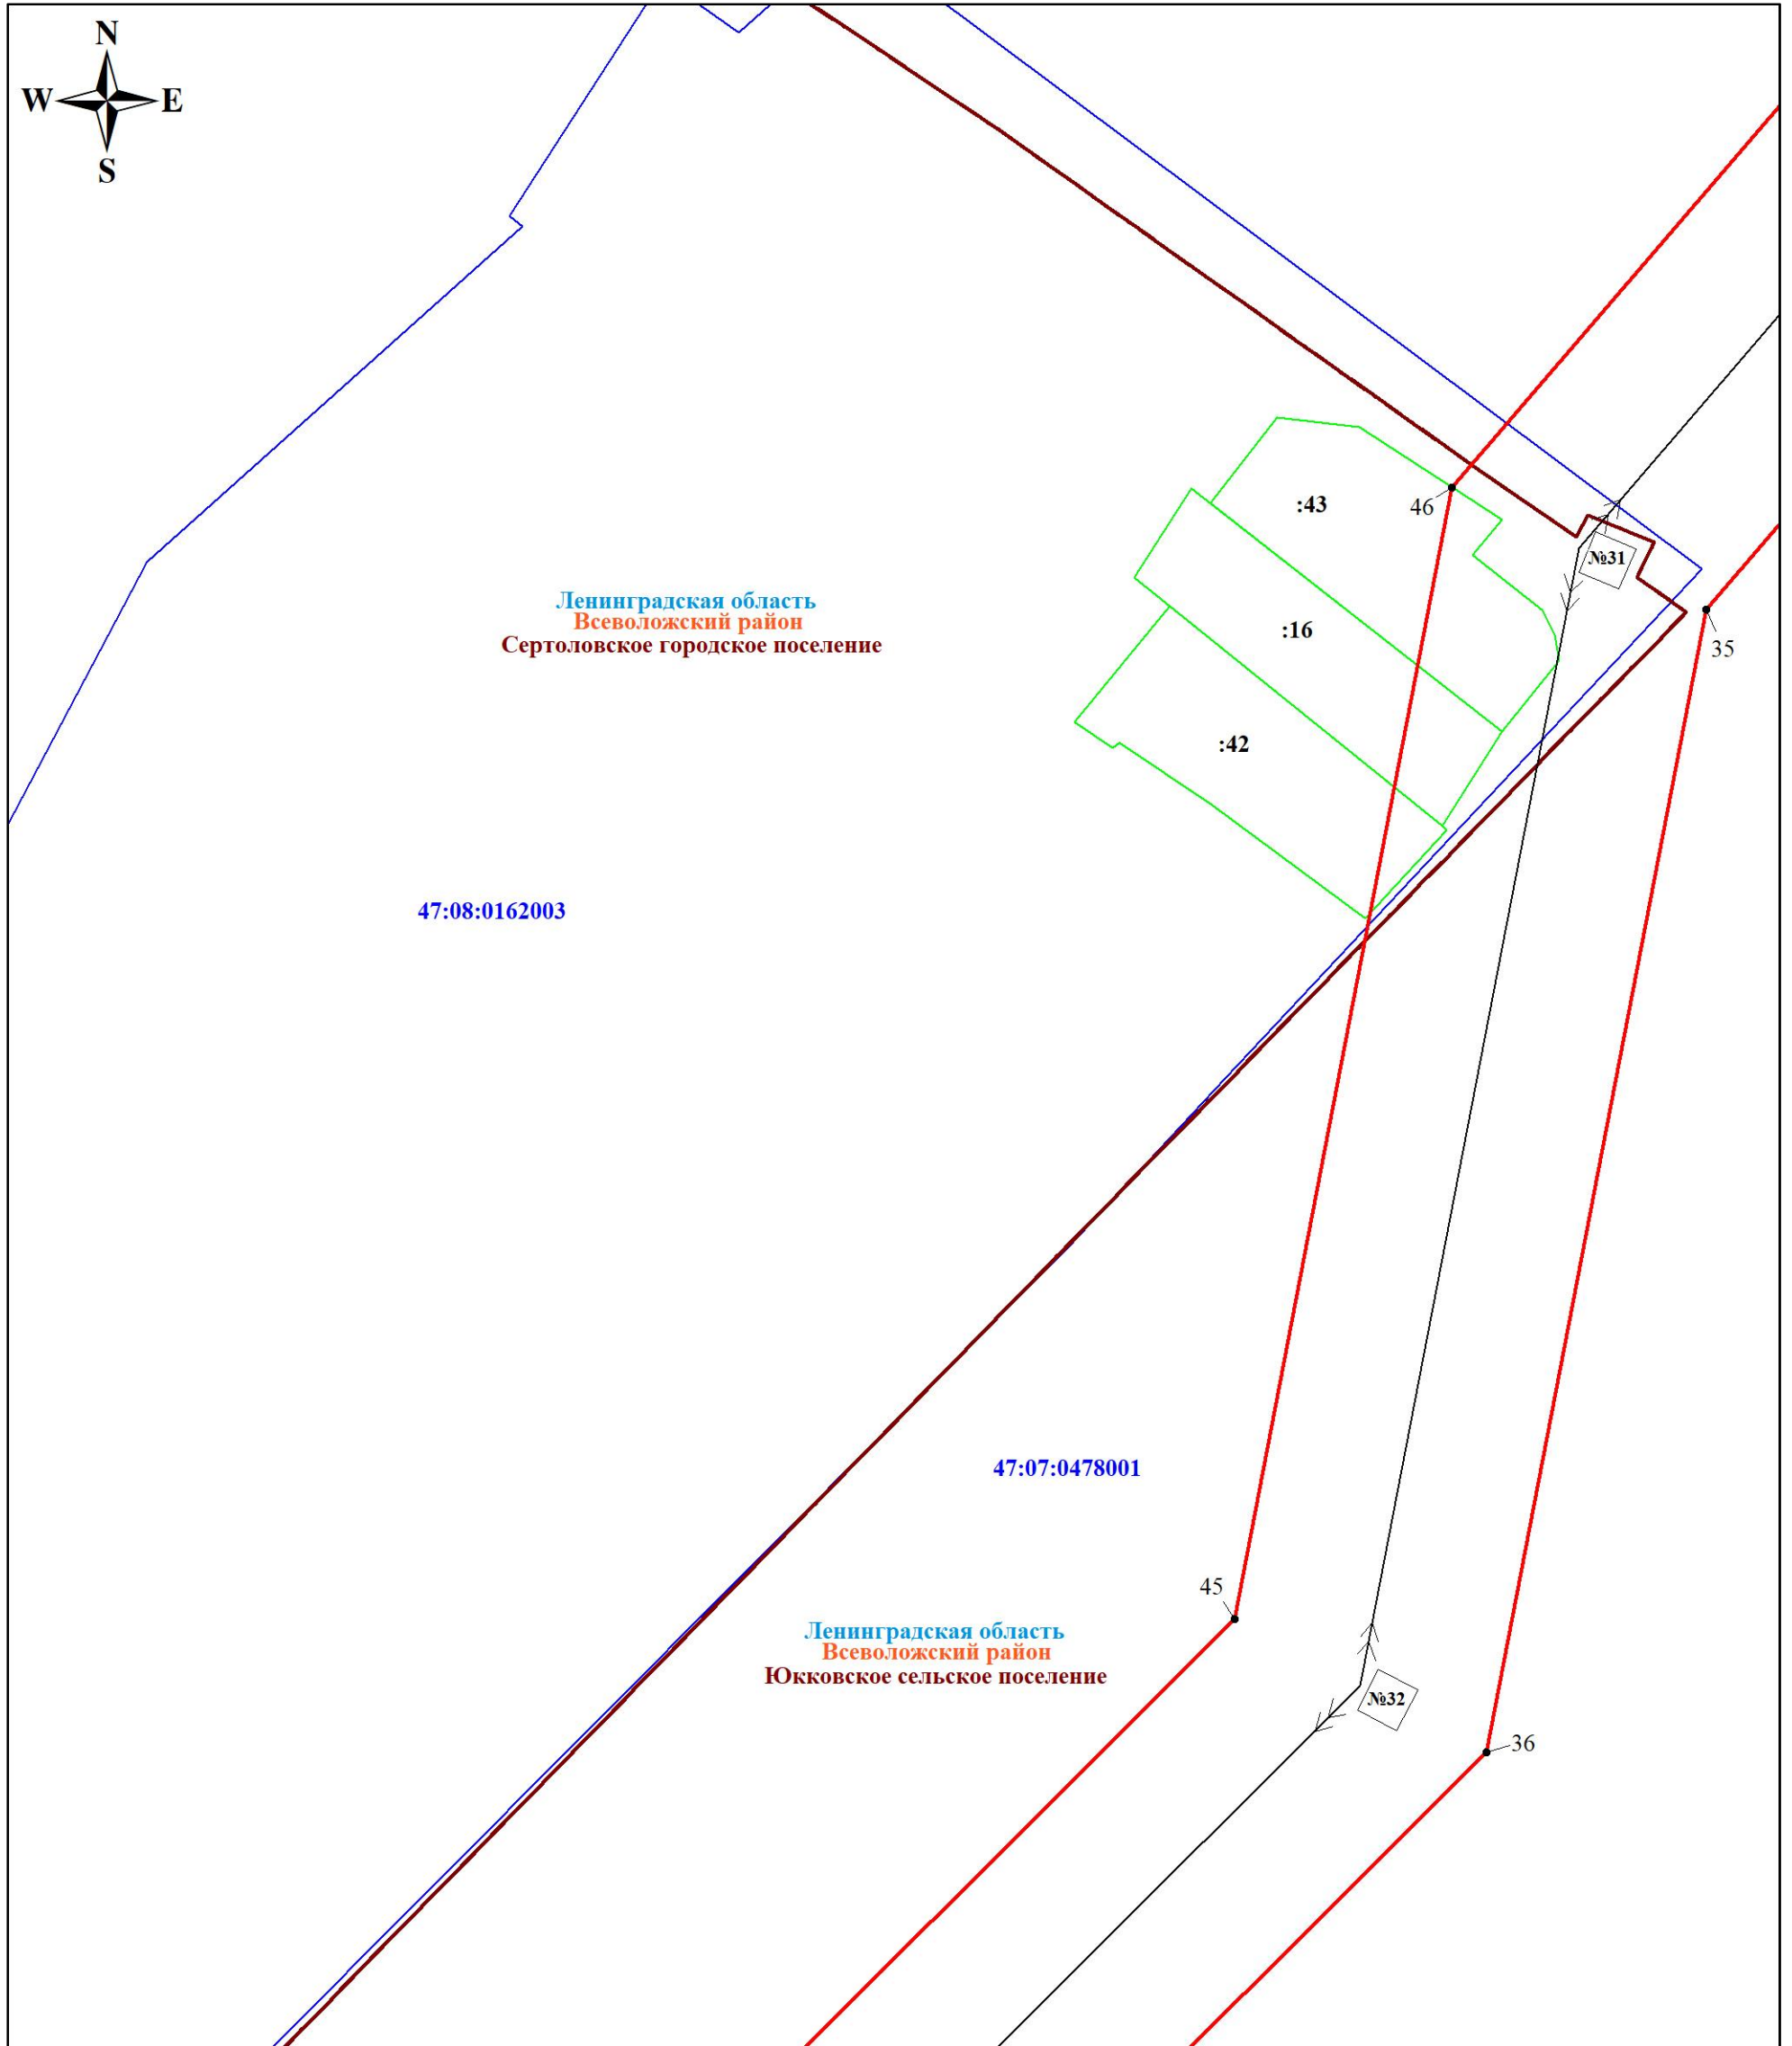 N
W E
S
:43
46
№31
Ленинградская область
Всеволожский район
Сертоловское городское поселение
:16
35
:42
47:08:0162003
47:07:0478001
45
Ленинградская область
Всеволожский район
Юкковское сельское поселение
№32
36